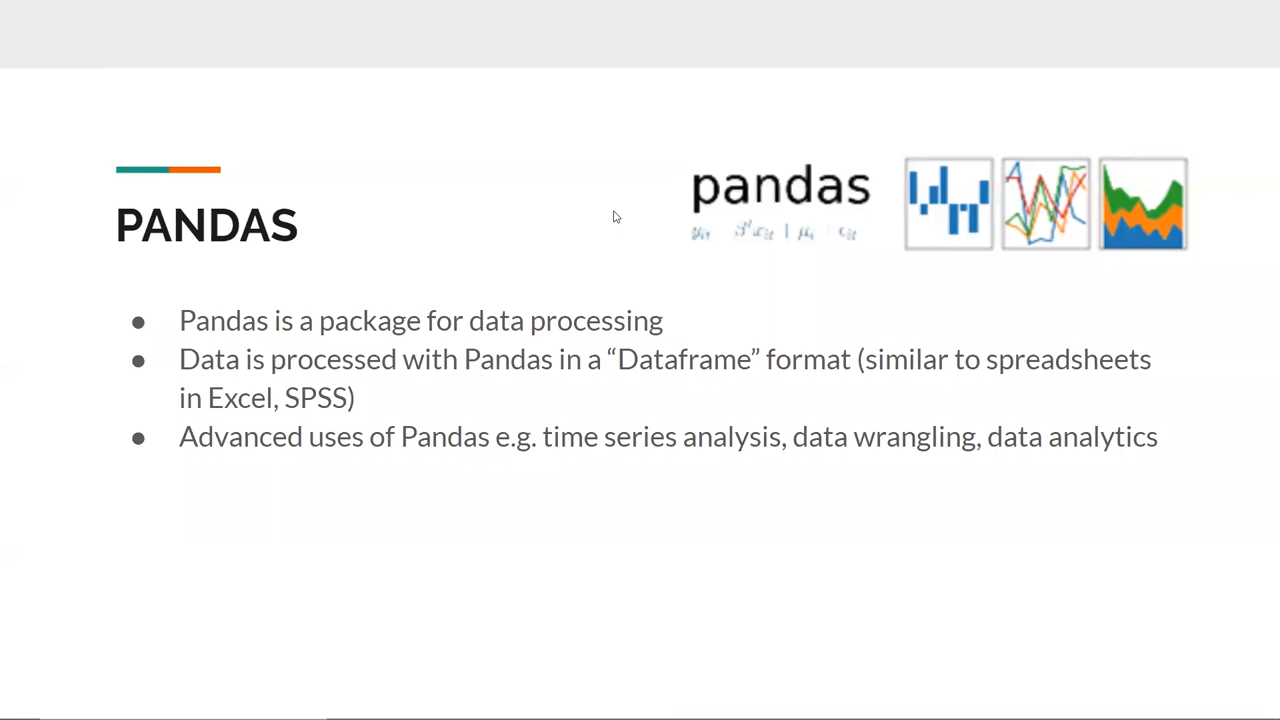 pandas
PANDAS
● Pandas is a package for data processing
● Data is processed with Pandas in a “Dataframe” format (similar to spreadsheets
in Excel, SPSS)
● Advanced uses of Pandas e.g. time series analysis, data wrangling, data analytics